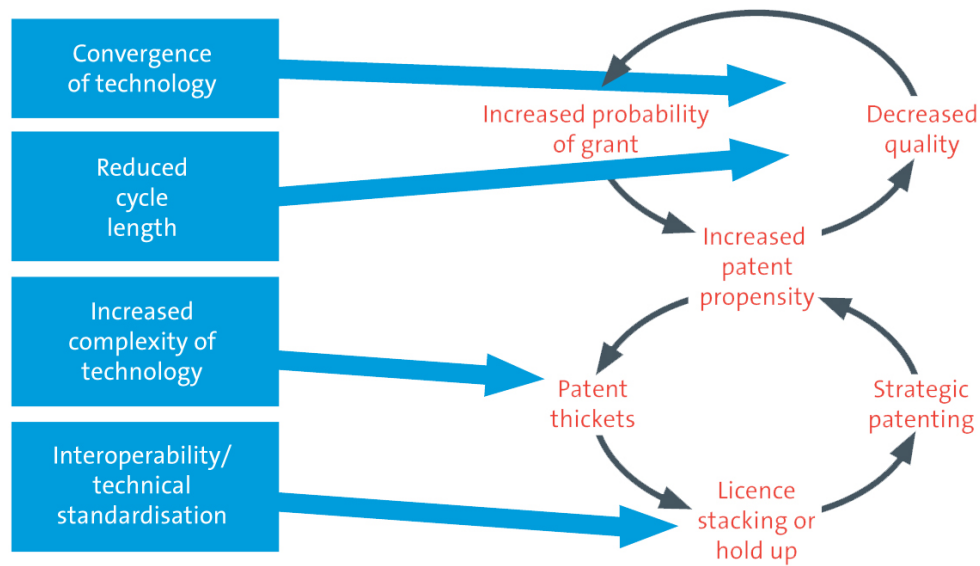 Convergence
of technology
Reduced
cycle
length
Increased
complexity of
technology
Interoperability/
technical
standardisation
Increased probability
of grant
Decreased
quality
Increased
patent
propensity
Patent
thickets
Strategic
patenting
Licence
stacking or
hold up